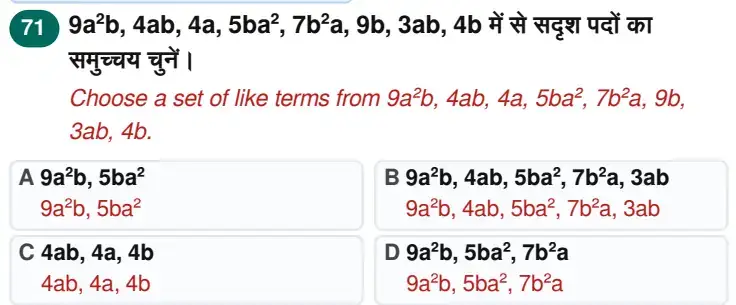 71 9a²b, 4ab, 4a, 5ba², 7b²a, 9b, 3ab, 4b में से सदृश पदों का
समुच्चय चुनें।
Choose a set of like terms from 9a²b, 4ab, 4a, 5ba², 7b²a, 9b,
3ab, 4b.
A 9a²b, 5ba²
9a²b, 5ba²
B 9a²b, 4ab, 5ba², 7b²a, 3ab
9a²b, 4ab, 5ba², 7b²a, 3ab
C 4ab, 4a, 4b
4ab, 4a, 4b
D 9a²b, 5ba², 7b²a
9a²b, 5ba², 7b²a